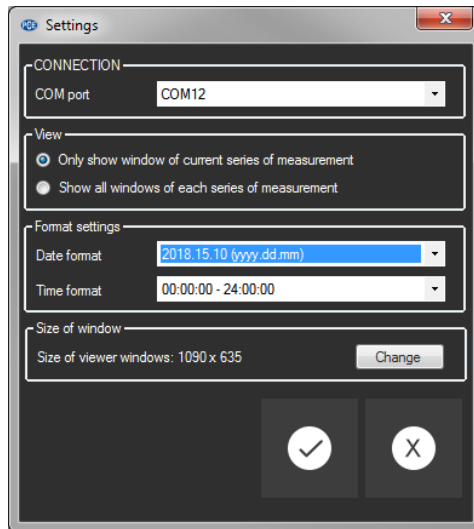 PCE
Settings
CONNECTION
COM port COM12
View
Only show window of current series of measurement
Show all windows of each series of measurement
Format settings
Date format 2018.15.10 (yyyy.dd.mm)
Time format 00:00:00 - 24:00:00
Size of window
Size of viewer windows: 1090 x 635 Change